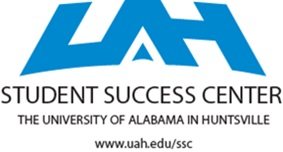 UAH
STUDENT SUCCESS CENTER
THE UNIVERSITY OF ALABAMA IN HUNTSVILLE
www.uah.edu/ssc